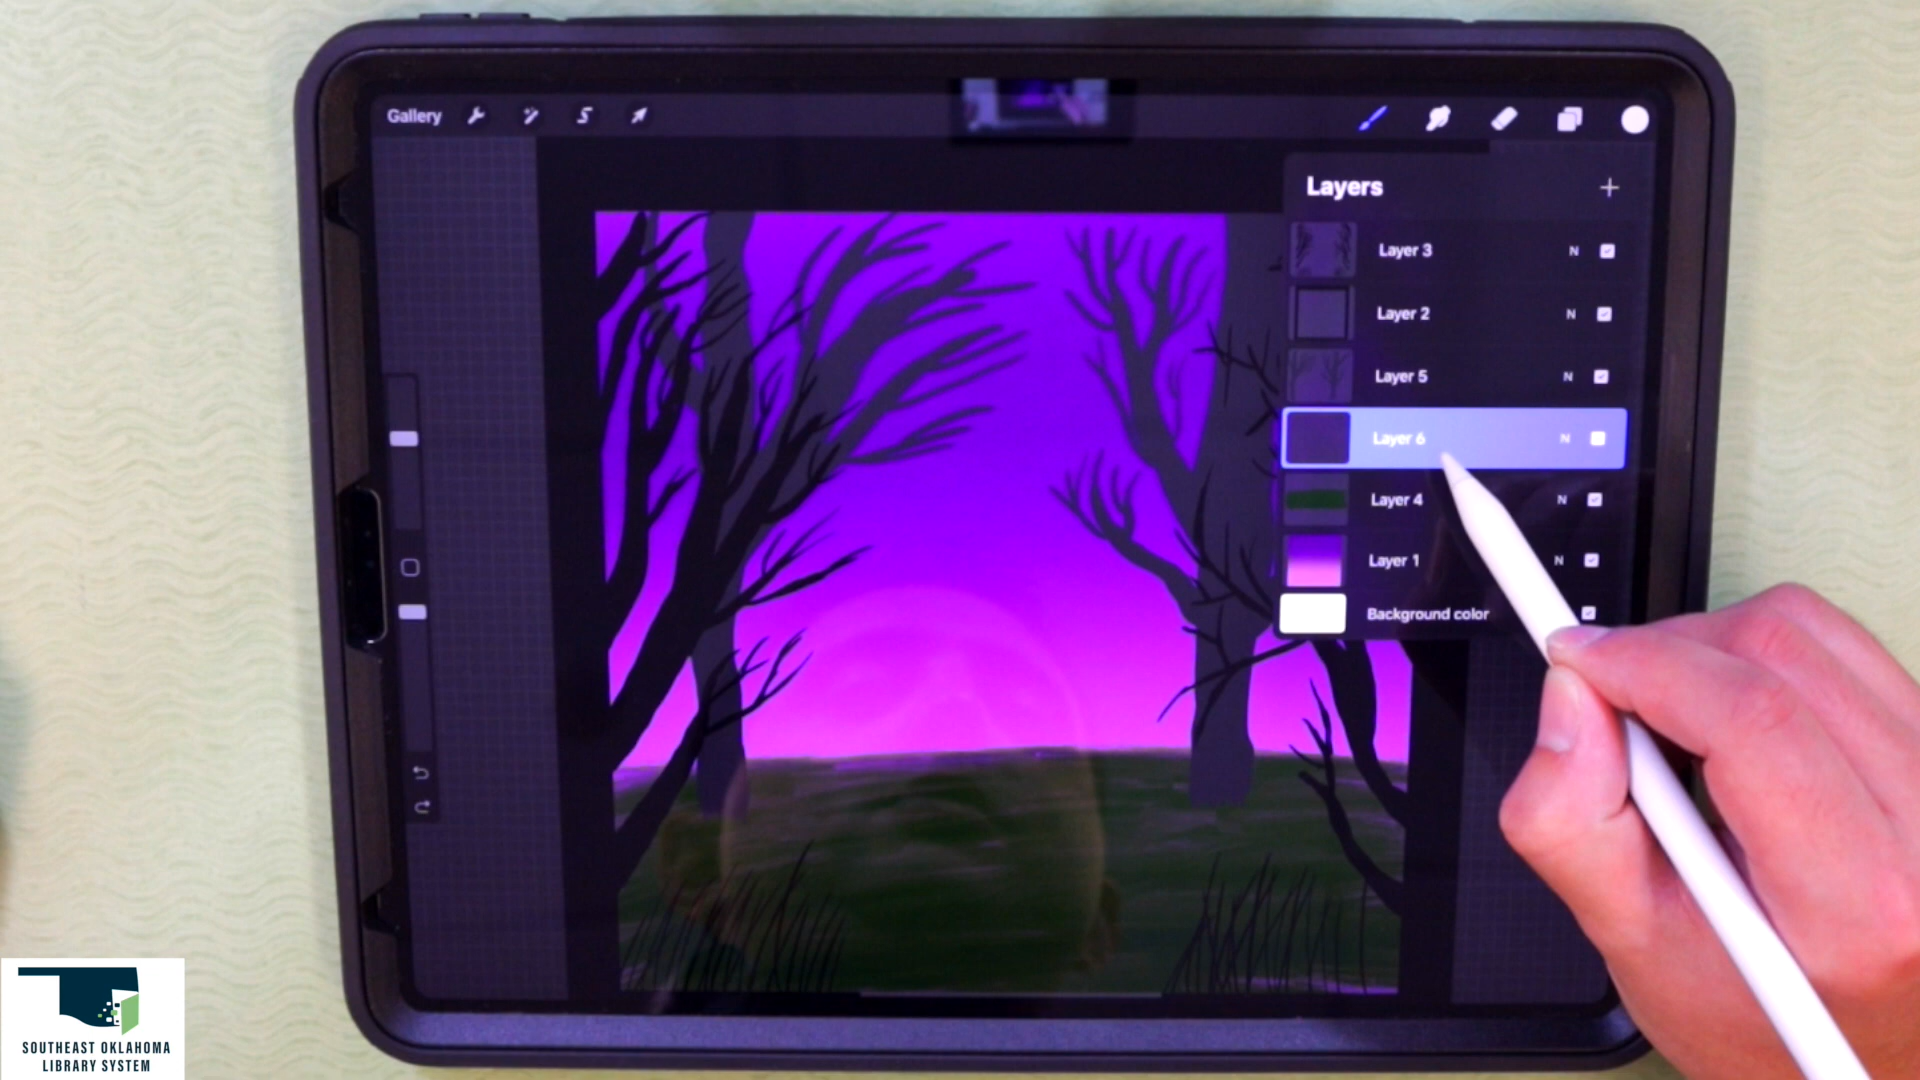 Gallery
Layers
Layer 3 N
Layer 2 N
Layer 5 N
Layer 6 N
Layer 4 N
Layer 1 N
Background color
SOUTHEAST OKLAHOMA
LIBRARY SYSTEM